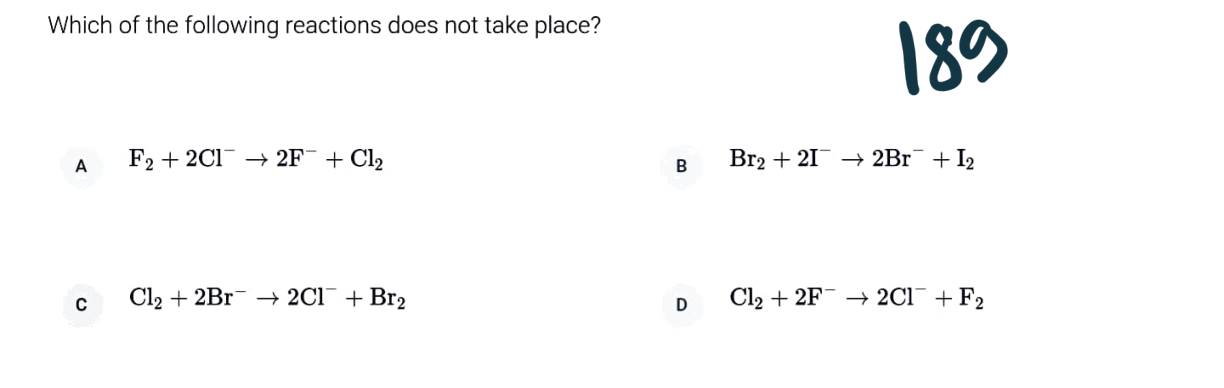 Which of the following reactions does not take place?
189
A F₂ + 2Cl⁻ → 2F⁻ + Cl₂
B Br₂ + 2I⁻ → 2Br⁻ + I₂
C Cl₂ + 2Br⁻ → 2Cl⁻ + Br₂
D Cl₂ + 2F⁻ → 2Cl⁻ + F₂